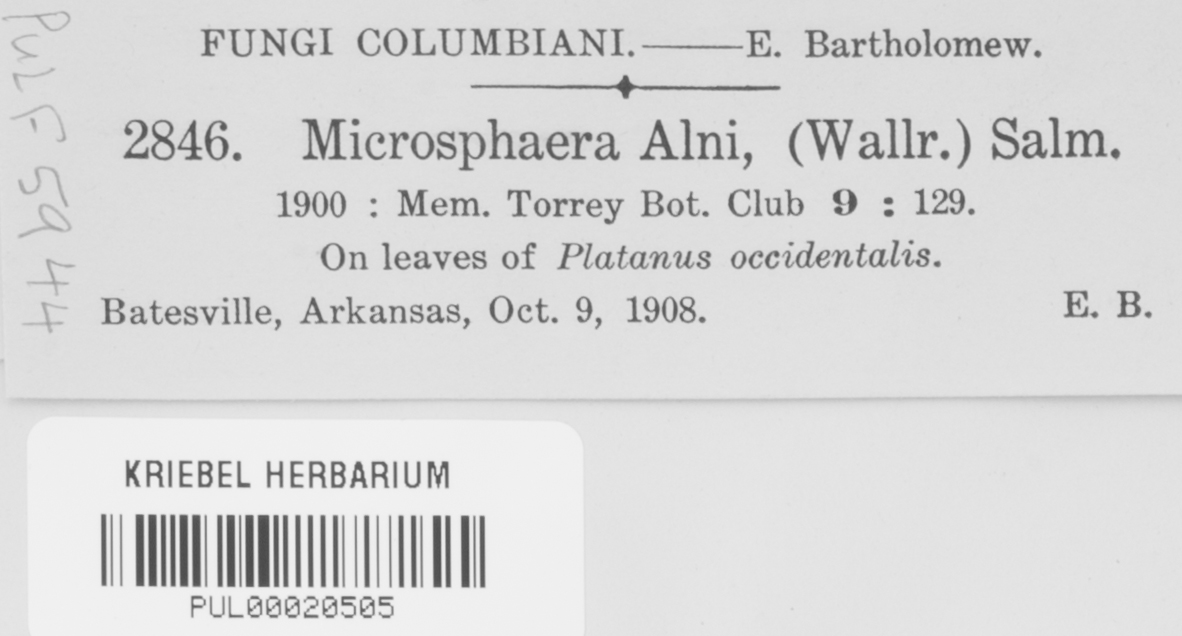 FUNGI COLUMBIANI.——E. Bartholomew.
2846. Microsphaera Alni, (Wallr.) Salm.
1900 : Mem. Torrey Bot. Club 9 : 129.
On leaves of Platanus occidentalis.
Batesville, Arkansas, Oct. 9, 1908. E. B.
PUL F 5944
KRIEBEL HERBARIUM
PUL00020505